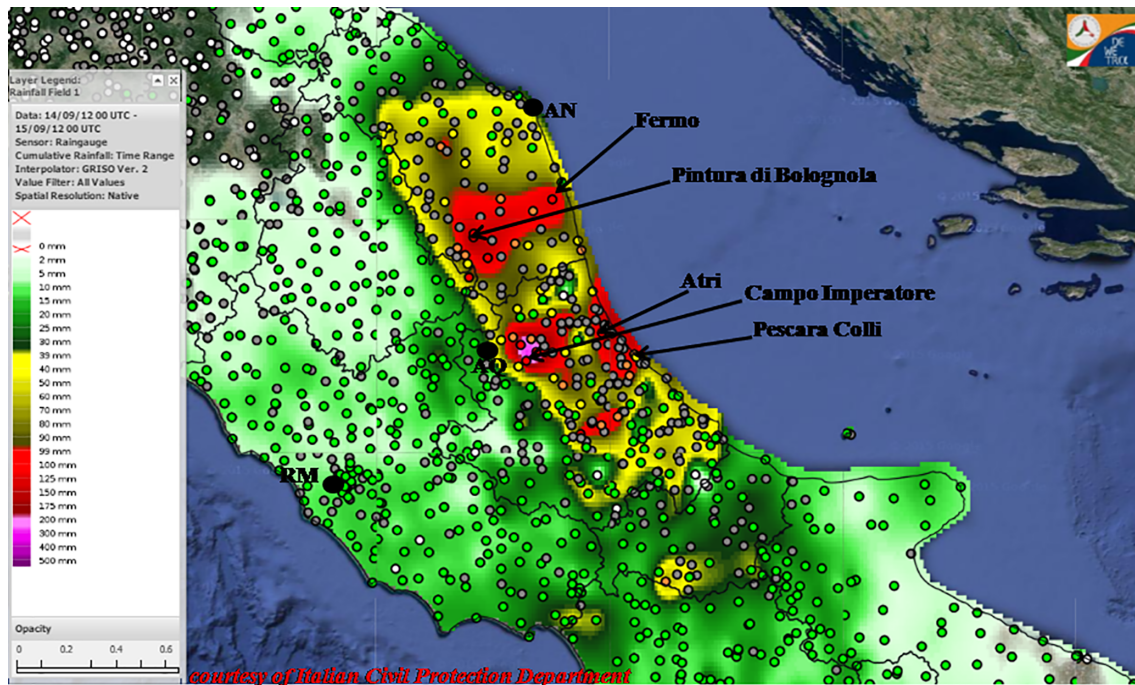 Layer Legend:
Rainfall Field 1
Data: 14/09/12 00 UTC -
15/09/12 00 UTC
Sensor: Raingauge
Cumulative Rainfall: Time Range
Interpolator: GRISO Ver. 2
Value Filter: All Values
Spatial Resolution: Native
0 mm
2 mm
5 mm
10 mm
15 mm
20 mm
25 mm
30 mm
39 mm
40 mm
50 mm
60 mm
70 mm
80 mm
90 mm
99 mm
100 mm
125 mm
150 mm
175 mm
200 mm
300 mm
400 mm
500 mm
Opacity
0 0.2 0.4 0.6
AN
Fermo
Pintura di Bolognola
Atri
Campo Imperatore
Pescara Colli
AQ
RM
DE
WE
TRA
courtesy of Italian Civil Protection Department